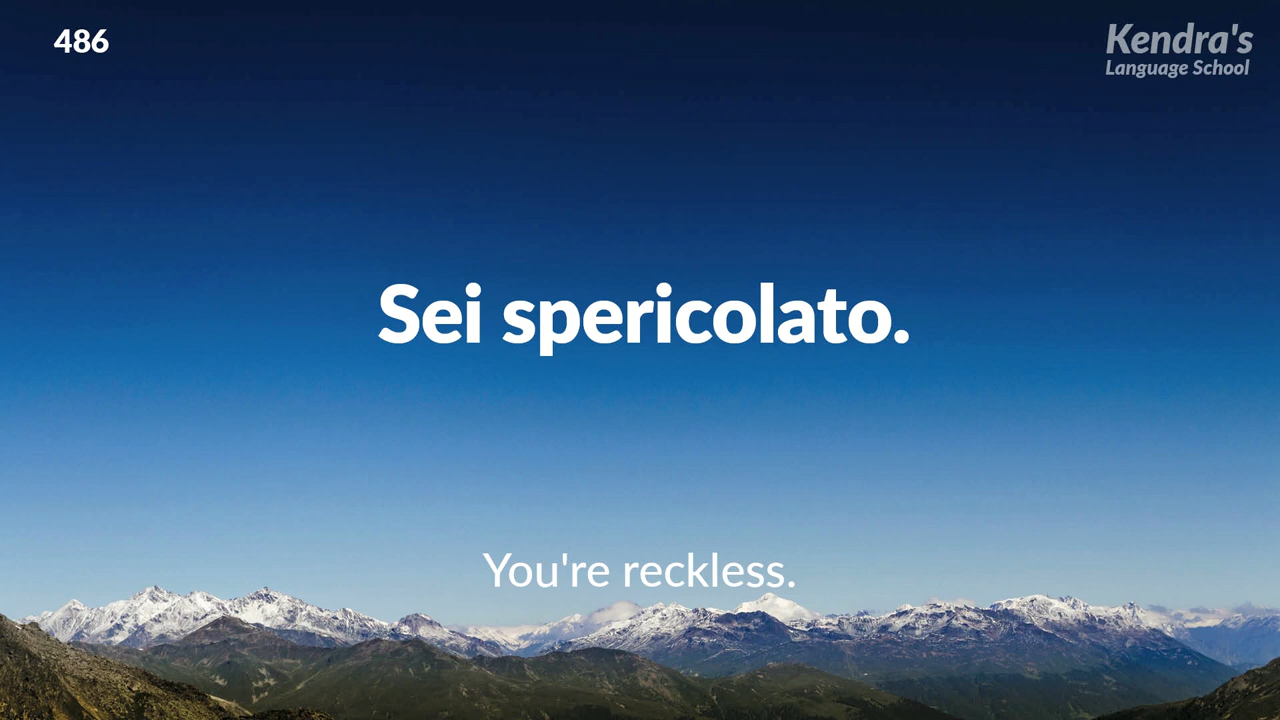 486
Kendra's
Language School
Sei spericolato.
You're reckless.